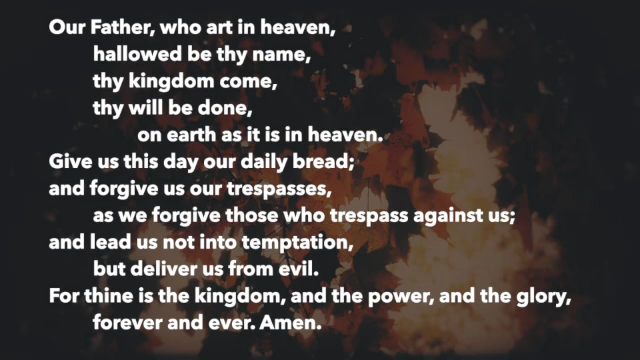 Our Father, who art in heaven,
hallowed be thy name,
thy kingdom come,
thy will be done,
on earth as it is in heaven.
Give us this day our daily bread;
and forgive us our trespasses,
as we forgive those who trespass against us;
and lead us not into temptation,
but deliver us from evil.
For thine is the kingdom, and the power, and the glory,
forever and ever. Amen.